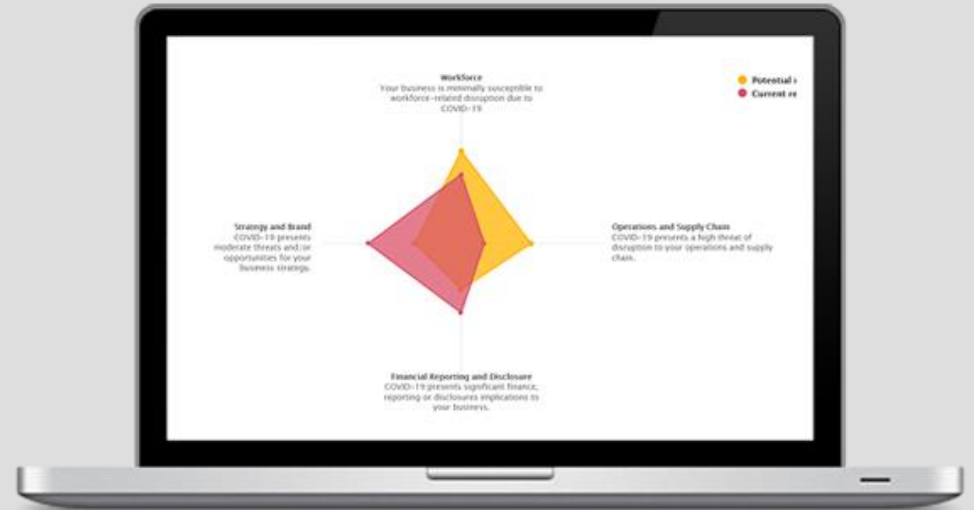 Workforce
Your business is minimally susceptible to
workforce-related disruption due to
COVID-19
Potential
Current re
Strategy and Brand
COVID-19 presents
moderate threats and/or
opportunities for your
business strategy.
Operations and Supply Chain
COVID-19 presents a high threat of
disruption to your operations and supply
chain.
Financial Reporting and Disclosure
COVID-19 presents significant finance,
reporting or disclosures implications to
your business.